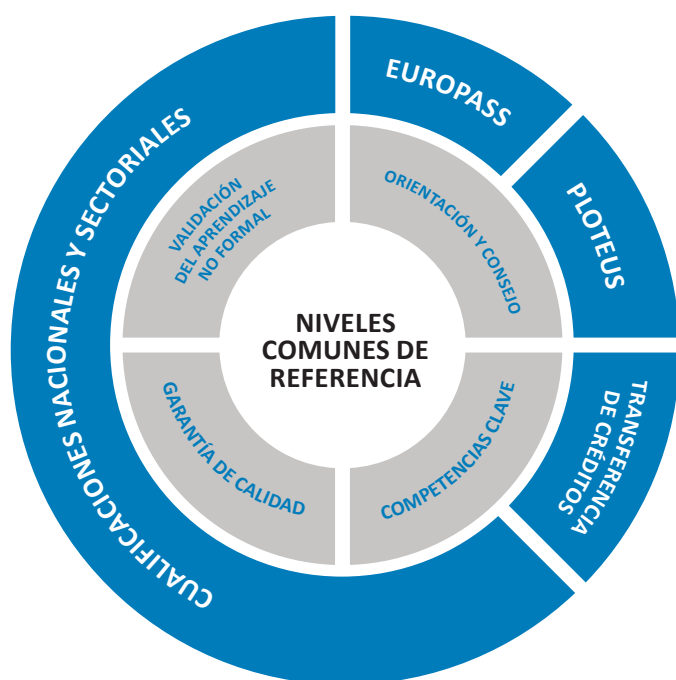 CUALIFICACIONES NACIONALES Y SECTORIALES
EUROPASS
PLOTEUS
TRANSFERENCIA
DE CRÉDITOS
VALIDACIÓN
DEL APRENDIZAJE
NO FORMAL
ORIENTACIÓN Y CONSEJO
NIVELES
COMUNES DE
REFERENCIA
GARANTÍA DE CALIDAD
COMPETENCIAS CLAVE